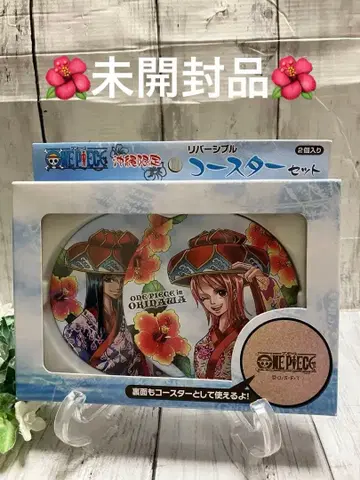 🌺未開封品🌺
ONE PIECE 沖縄限定
リバーシブル
コースターセット
2個入り
ONE PIECE in
OKINAWA
ONE PIECE
裏面もコースターとして使えるよ!